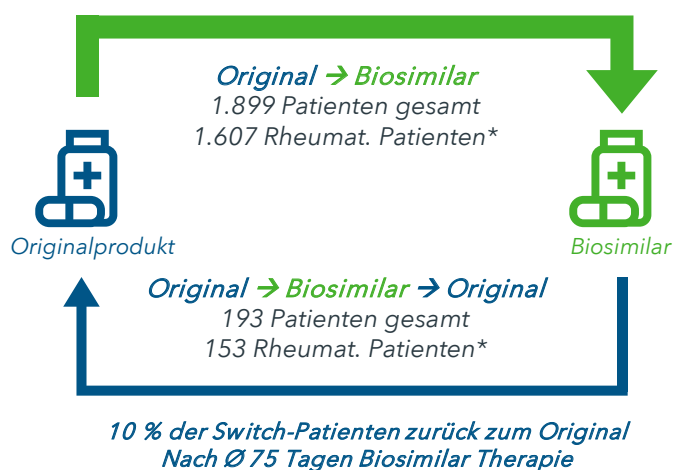 Original → Biosimilar
1.899 Patienten gesamt
1.607 Rheumat. Patienten*
Originalprodukt
Biosimilar
Original → Biosimilar → Original
193 Patienten gesamt
153 Rheumat. Patienten*
10 % der Switch-Patienten zurück zum Original
Nach Ø 75 Tagen Biosimilar Therapie